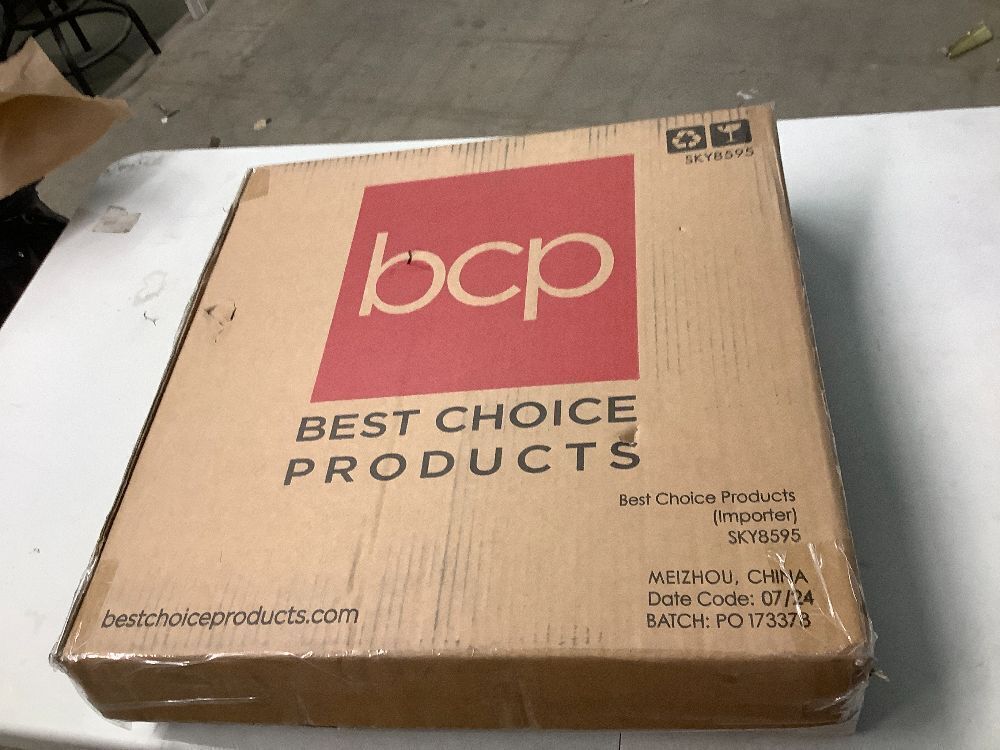 SKY8595
bcp
BEST CHOICE
PRODUCTS
Best Choice Products
(Importer)
SKY8595
MEIZHOU, CHINA
Date Code: 07/24
BATCH: PO 173378
bestchoiceproducts.com